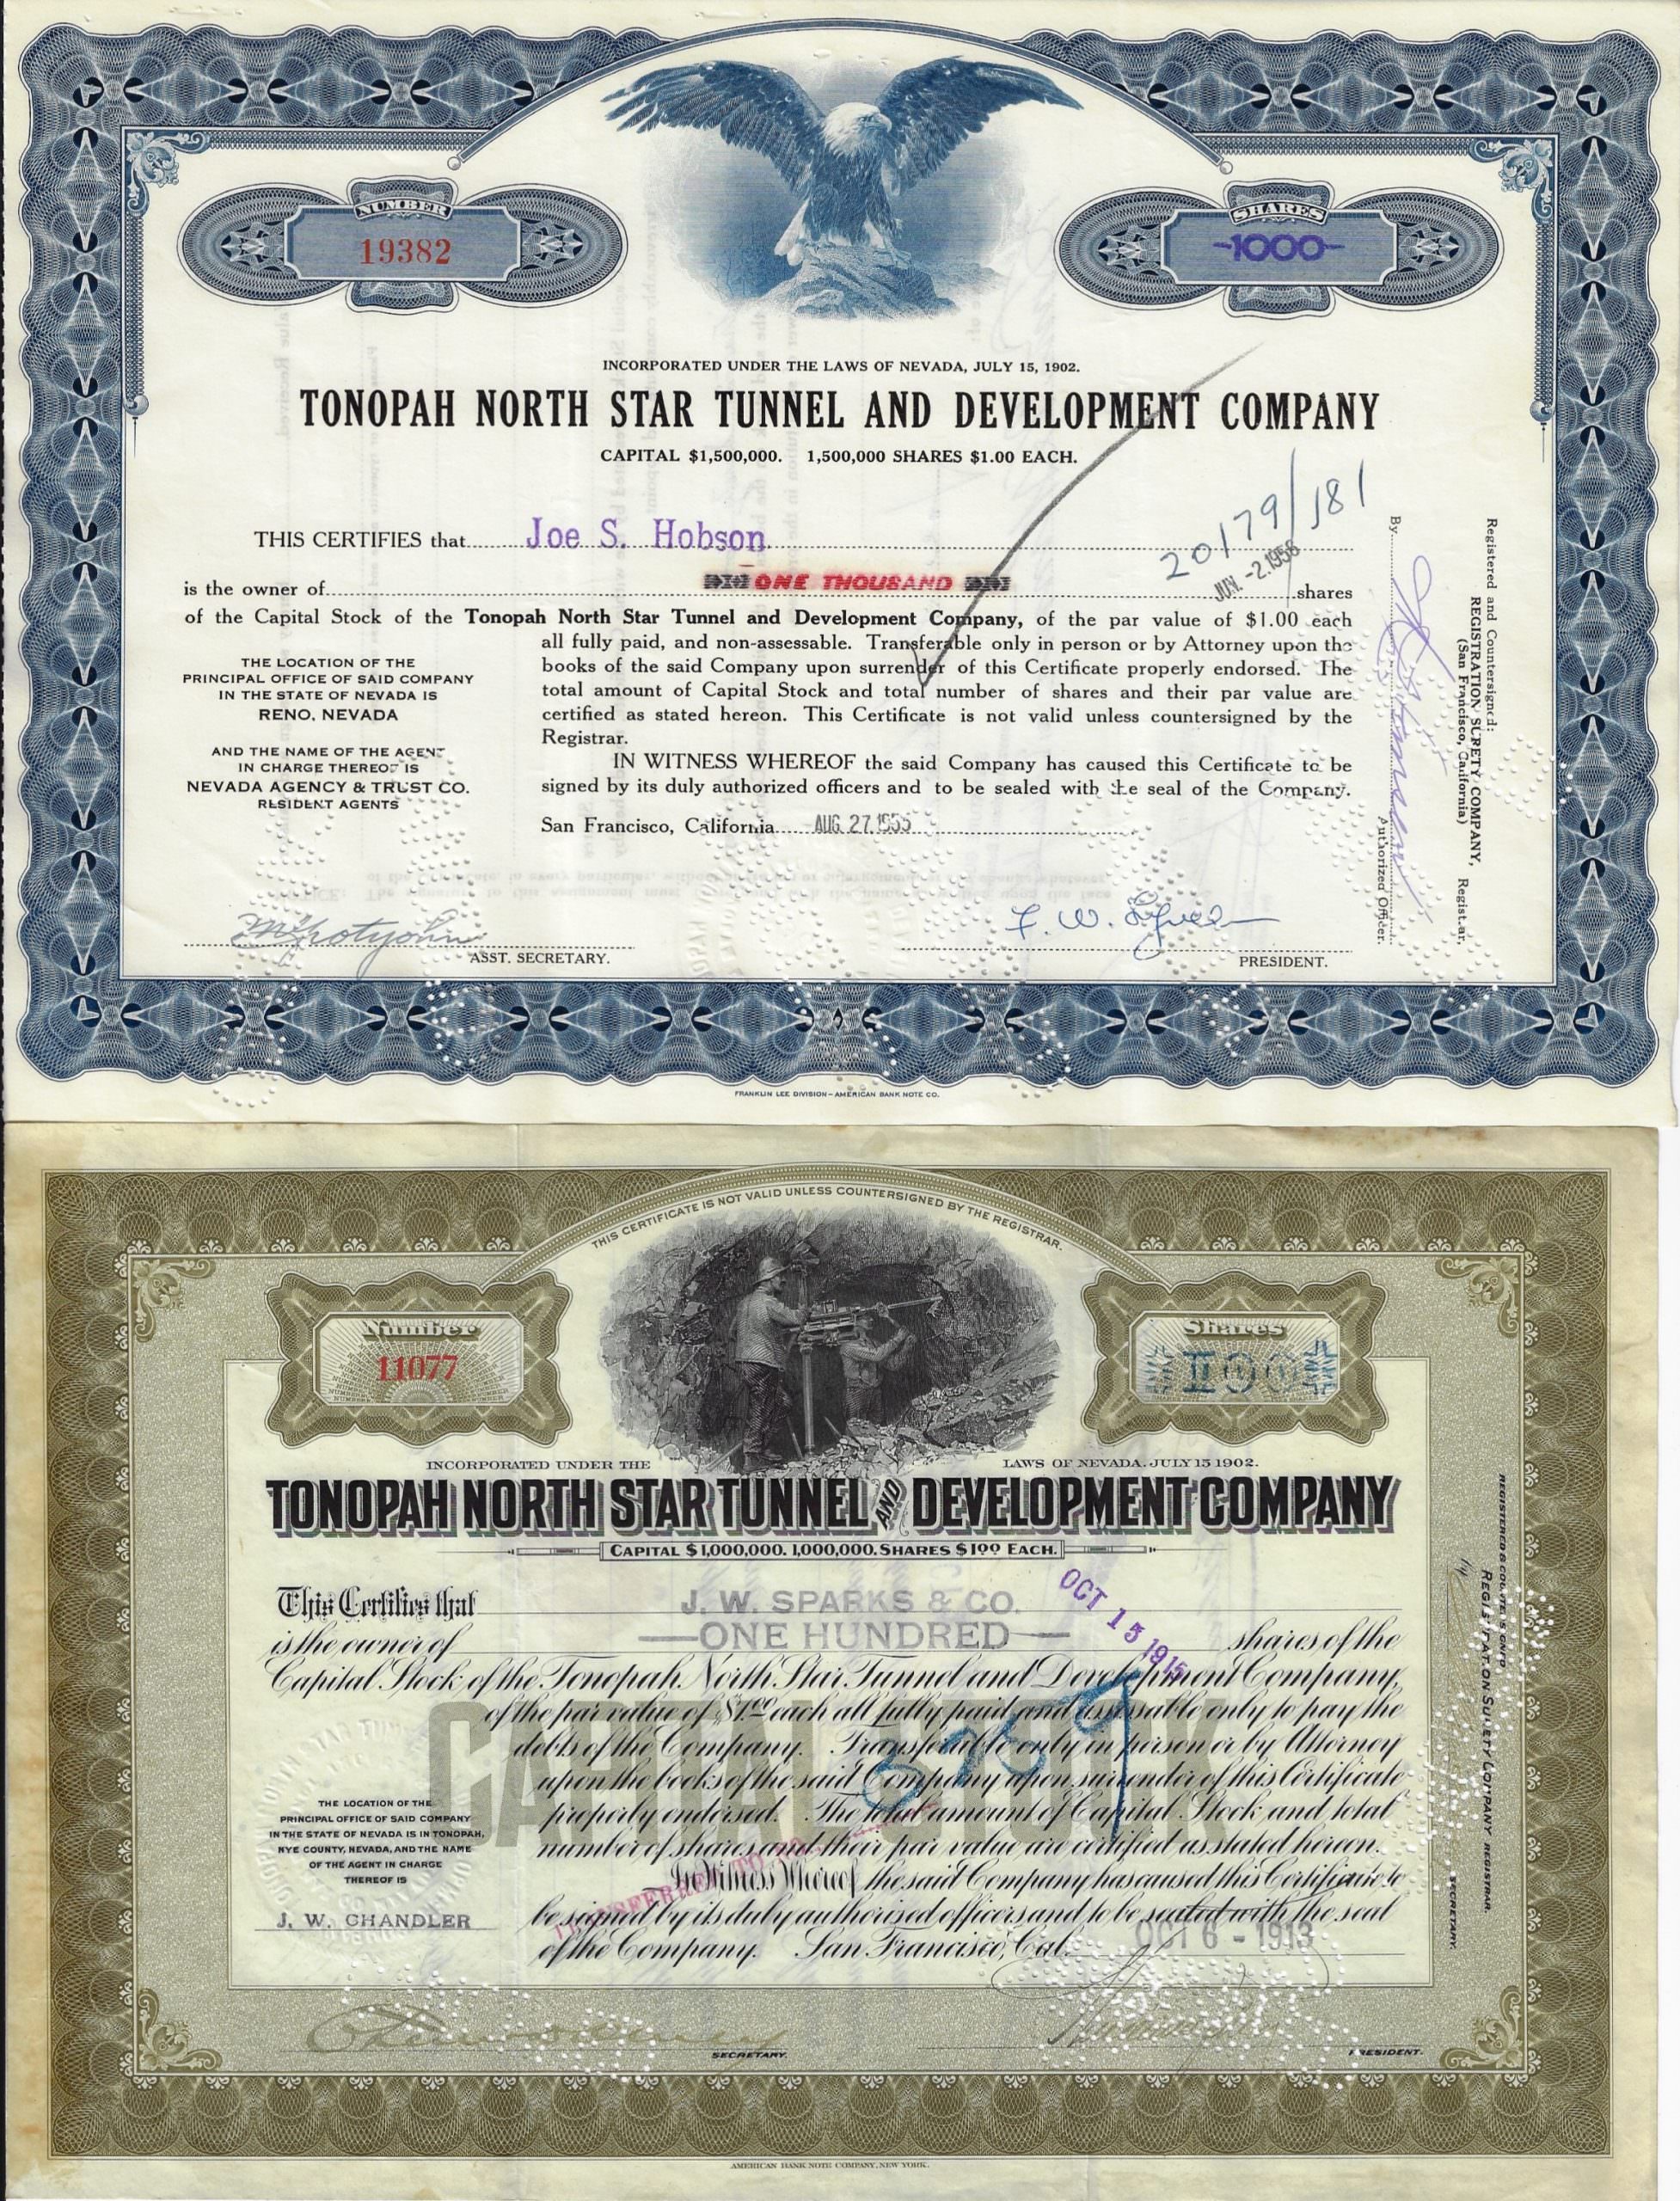 NUMBER
19382
SHARES
-1000-
INCORPORATED UNDER THE LAWS OF NEVADA, JULY 15, 1902.
TONOPAH NORTH STAR TUNNEL AND DEVELOPMENT COMPANY
CAPITAL $1,500,000. 1,500,000 SHARES $1.00 EACH.
20179/181
THIS CERTIFIES that Joe S. Hobson
is the owner of ONE THOUSAND shares
-2.1956
of the Capital Stock of the Tonopah North Star Tunnel and Development Company, of the par value of $1.00 each
all fully paid, and non-assessable. Transferable only in person or by Attorney upon the
books of the said Company upon surrender of this Certificate properly endorsed. The
total amount of Capital Stock and total number of shares and their par value are
certified as stated hereon. This Certificate is not valid unless countersigned by the
Registrar.
IN WITNESS WHEREOF the said Company has caused this Certificate to be
signed by its duly authorized officers and to be sealed with the seal of the Company.
San Francisco, California AUG. 27.1955
THE LOCATION OF THE
PRINCIPAL OFFICE OF SAID COMPANY
IN THE STATE OF NEVADA IS
RENO, NEVADA
AND THE NAME OF THE AGENT
IN CHARGE THEREOF IS
NEVADA AGENCY & TRUST CO.
RESIDENT AGENTS
ASST. SECRETARY.
F. W.
PRESIDENT.
Registered and Countersigned:
REGISTRATION SURETY COMPANY,
(San Francisco, California) Registrar.
By
Authorized Officer.
FRANKLIN LEE DIVISION—AMERICAN BANK NOTE CO.
THIS CERTIFICATE IS NOT VALID UNLESS COUNTERSIGNED BY THE REGISTRAR.
Number
11077
Shares
100
INCORPORATED UNDER THE LAWS OF NEVADA. JULY 15 1902.
TONOPAH NORTH STAR TUNNEL AND DEVELOPMENT COMPANY
CAPITAL $1,000,000. 1,000,000. SHARES $1.00 EACH.
This Certifies that J. W. SPARKS & CO.
OCT 15 1915
is the owner of —ONE HUNDRED— shares of the
Capital Stock of the Tonopah North Star Tunnel and Development Company,
of the par value of $1.00 each all fully paid and assessable only to pay the
debts of the Company. Transferable only in person or by Attorney
upon the books of the said Company upon surrender of this Certificate
properly endorsed. The total amount of Capital Stock and total
number of shares and their par value are certified as stated hereon.
In Witness Whereof the said Company has caused this Certificate to
be signed by its duly authorized officers and to be sealed with the seal
of the Company. San Francisco, Cal. OCT 6 - 1913
CAPITAL STOCK
THE LOCATION OF THE
PRINCIPAL OFFICE OF SAID COMPANY
IN THE STATE OF NEVADA IS IN TONOPAH,
NYE COUNTY, NEVADA, AND THE NAME
OF THE AGENT IN CHARGE
THEREOF IS
J. W. CHANDLER
SECRETARY.
PRESIDENT.
REGISTERED & COUNTERSIGNED
REGISTRATION SURETY COMPANY, REGISTRAR.
by
SECRETARY.
AMERICAN BANK NOTE COMPANY, NEW YORK.